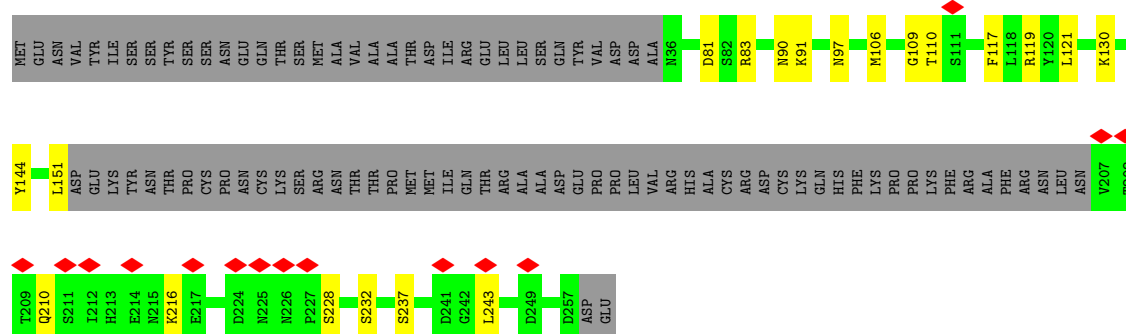 MET GLU ASN VAL TYR ILE SER SER TYR SER SER ASN GLU GLN THR SER MET ALA VAL ALA ALA THR ASP ILE ARG GLU LEU LEU SER GLN TYR VAL ASP ASP ALA N36 D81 S82 R83 N90 K91 N97 M106 G109 T110 S111 F117 L118 R119 Y120 L121 K130
Y144 L151 ASP GLU LYS TYR ASN THR PRO CYS PRO ASN CYS LYS SER ARG ASN THR THR PRO MET MET ILE GLN THR ARG ALA ALA ASP GLU PRO PRO LEU VAL ARG HIS ALA CYS ARG ASP CYS LYS GLN HIS PHE LYS PRO PRO LYS PHE ARG ALA PHE ARG ASN LEU ASN V207
T209 Q210 S211 I212 H213 E214 N215 K216 E217 D224 N225 N226 P227 S228 S232 S237 D241 G242 L243 D249 D257 ASP GLU